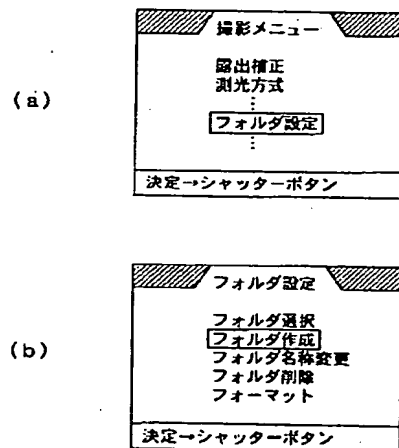 (a)
撮影メニュー
露出補正
測光方式
⋮
フォルダ設定
⋮
決定→シャッターボタン
(b)
フォルダ設定
フォルダ選択
フォルダ作成
フォルダ名称変更
フォルダ削除
フォーマット
決定→シャッターボタン